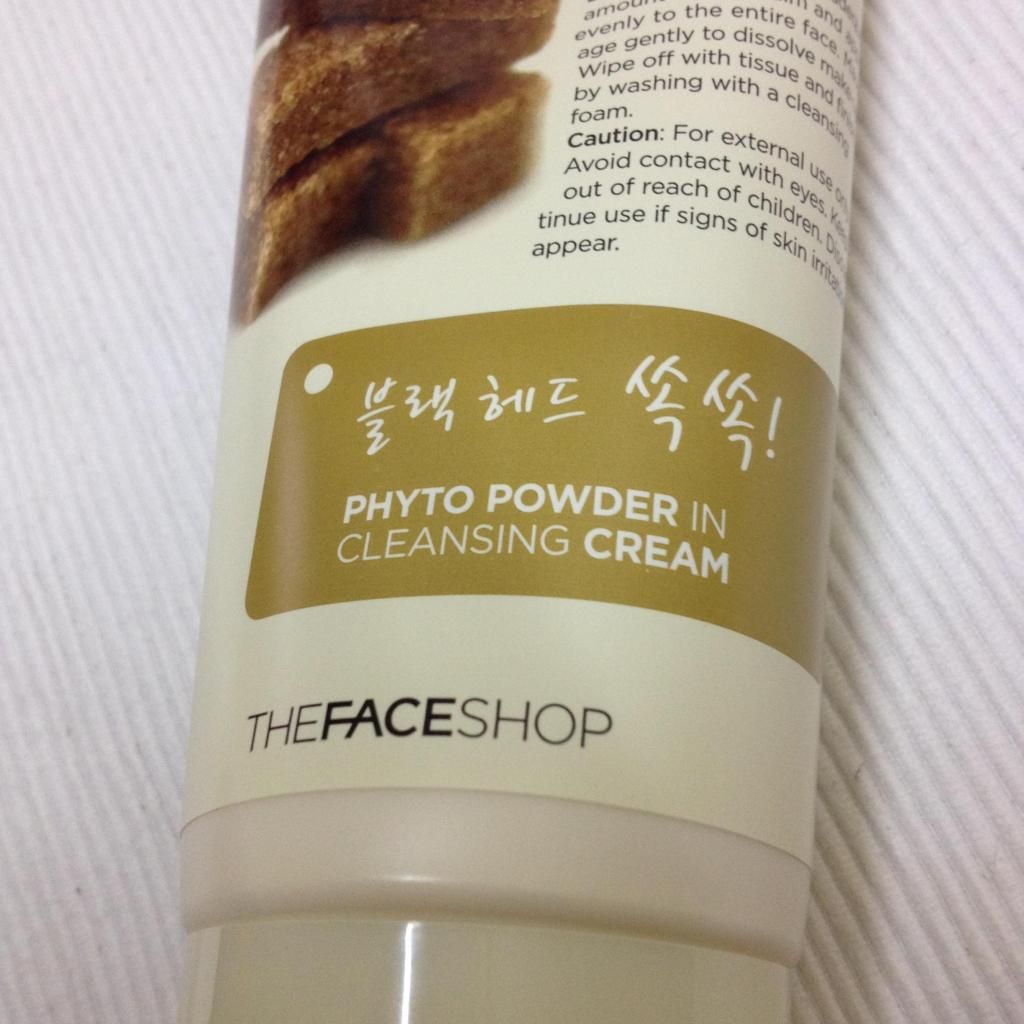 amount
evenly to the entire face.
age gently to dissolve make
Wipe off with tissue and
by washing with a cleansing
foam.
Caution: For external use
Avoid contact with eyes.
out of reach of children.
tinue use if signs of skin
appear.
블랙 헤드 쏙쏙!
PHYTO POWDER IN
CLEANSING CREAM
THEFACESHOP